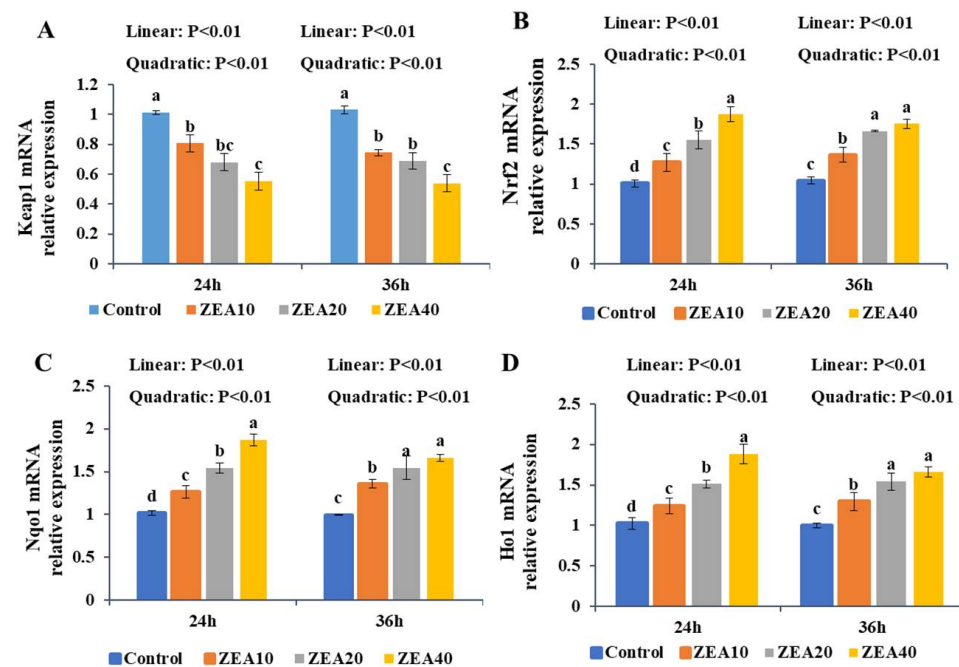 A
Linear: P<0.01 Linear: P<0.01
Quadratic: P<0.01 Quadratic: P<0.01
Keap1 mRNA
relative expression
1.2
1
0.8
0.6
0.4
0.2
0
a b bc c a b b c
24h 36h
Control ZEA10 ZEA20 ZEA40
B
Linear: P<0.01 Linear: P<0.01
Quadratic: P<0.01 Quadratic: P<0.01
Nrf2 mRNA
relative expression
2.5
2
1.5
1
0.5
0
d c b a c b a a
24h 36h
Control ZEA10 ZEA20 ZEA40
C
Linear: P<0.01 Linear: P<0.01
Quadratic: P<0.01 Quadratic: P<0.01
Nqo1 mRNA
relative expression
2.5
2
1.5
1
0.5
0
d c b a c b a a
24h 36h
Control ZEA10 ZEA20 ZEA40
D
Linear: P<0.01 Linear: P<0.01
Quadratic: P<0.01 Quadratic: P<0.01
Ho1 mRNA
relative expression
2.5
2
1.5
1
0.5
0
d c b a c b a a
24h 36h
Control ZEA10 ZEA20 ZEA40